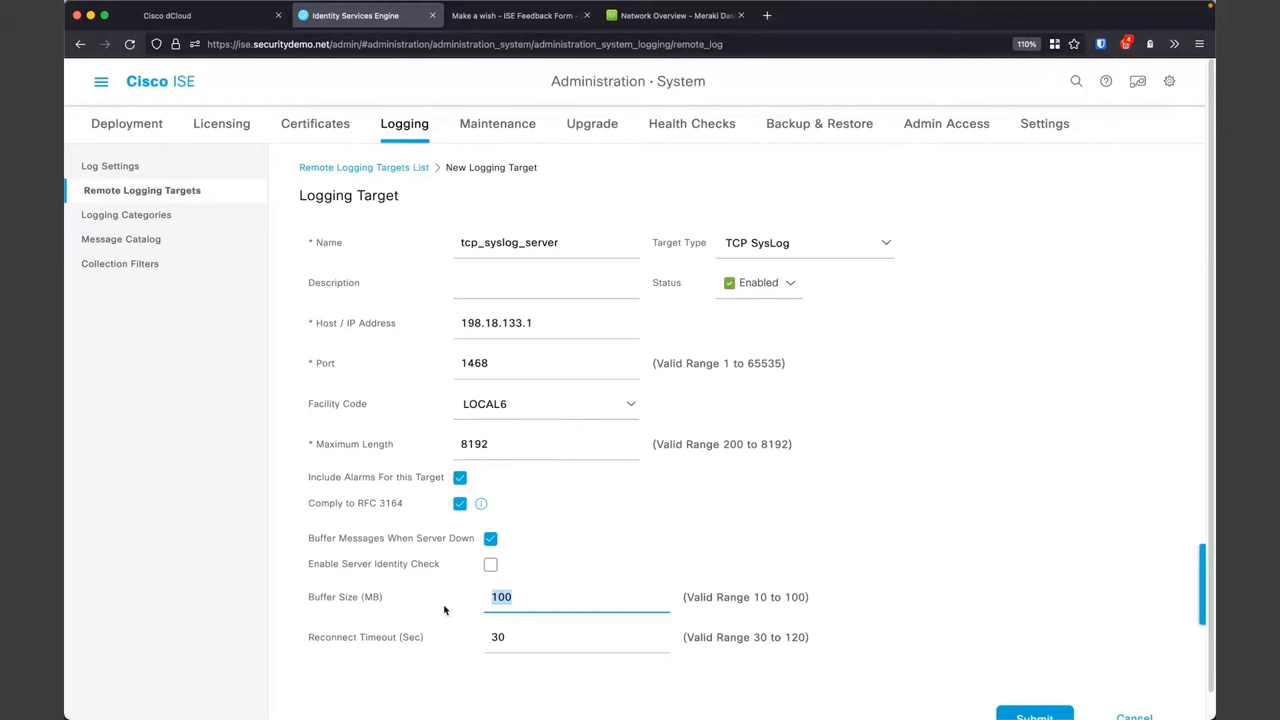 Cisco dCloud
Identity Services Engine
Make a wish - ISE Feedback Form -
Network Overview - Meraki Das
https://ise.securitydemo.net/admin/#administration/administration_system/administration_system_logging/remote_log
110%
4
Cisco ISE
Administration · System
Deployment
Licensing
Certificates
Logging
Maintenance
Upgrade
Health Checks
Backup & Restore
Admin Access
Settings
Log Settings
Remote Logging Targets
Logging Categories
Message Catalog
Collection Filters
Remote Logging Targets List > New Logging Target
Logging Target
* Name tcp_syslog_server Target Type TCP SysLog
Description Status Enabled
* Host / IP Address 198.18.133.1
* Port 1468 (Valid Range 1 to 65535)
Facility Code LOCAL6
* Maximum Length 8192 (Valid Range 200 to 8192)
Include Alarms For this Target
Comply to RFC 3164
Buffer Messages When Server Down
Enable Server Identity Check
Buffer Size (MB) 100 (Valid Range 10 to 100)
Reconnect Timeout (Sec) 30 (Valid Range 30 to 120)
Submit
Cancel